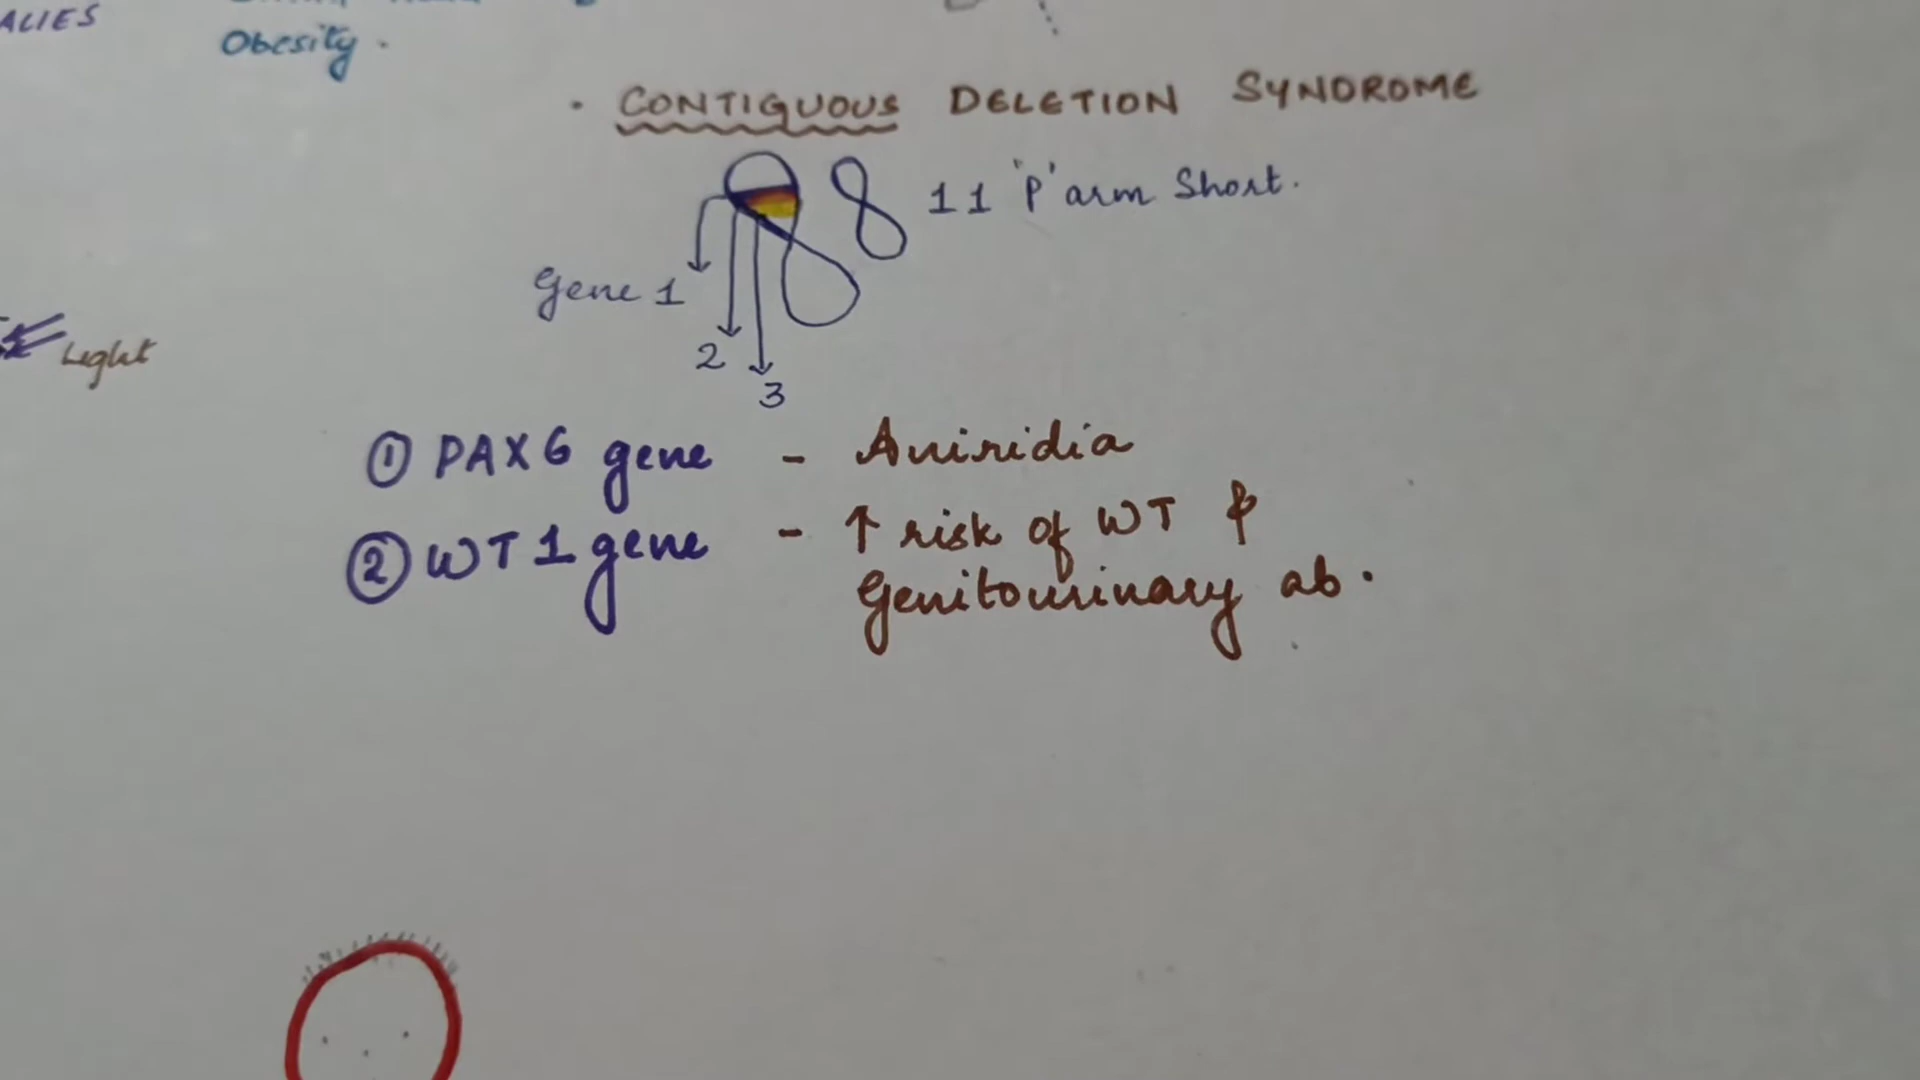 ALIES
Obesity.
• CONTIGUOUS DELETION SYNDROME
11 'p' arm Short.
Gene 1
2
3
Light
① PAX6 gene - Aniridia
② WT1 gene - ↑ risk of WT &
Genitourinary ab.